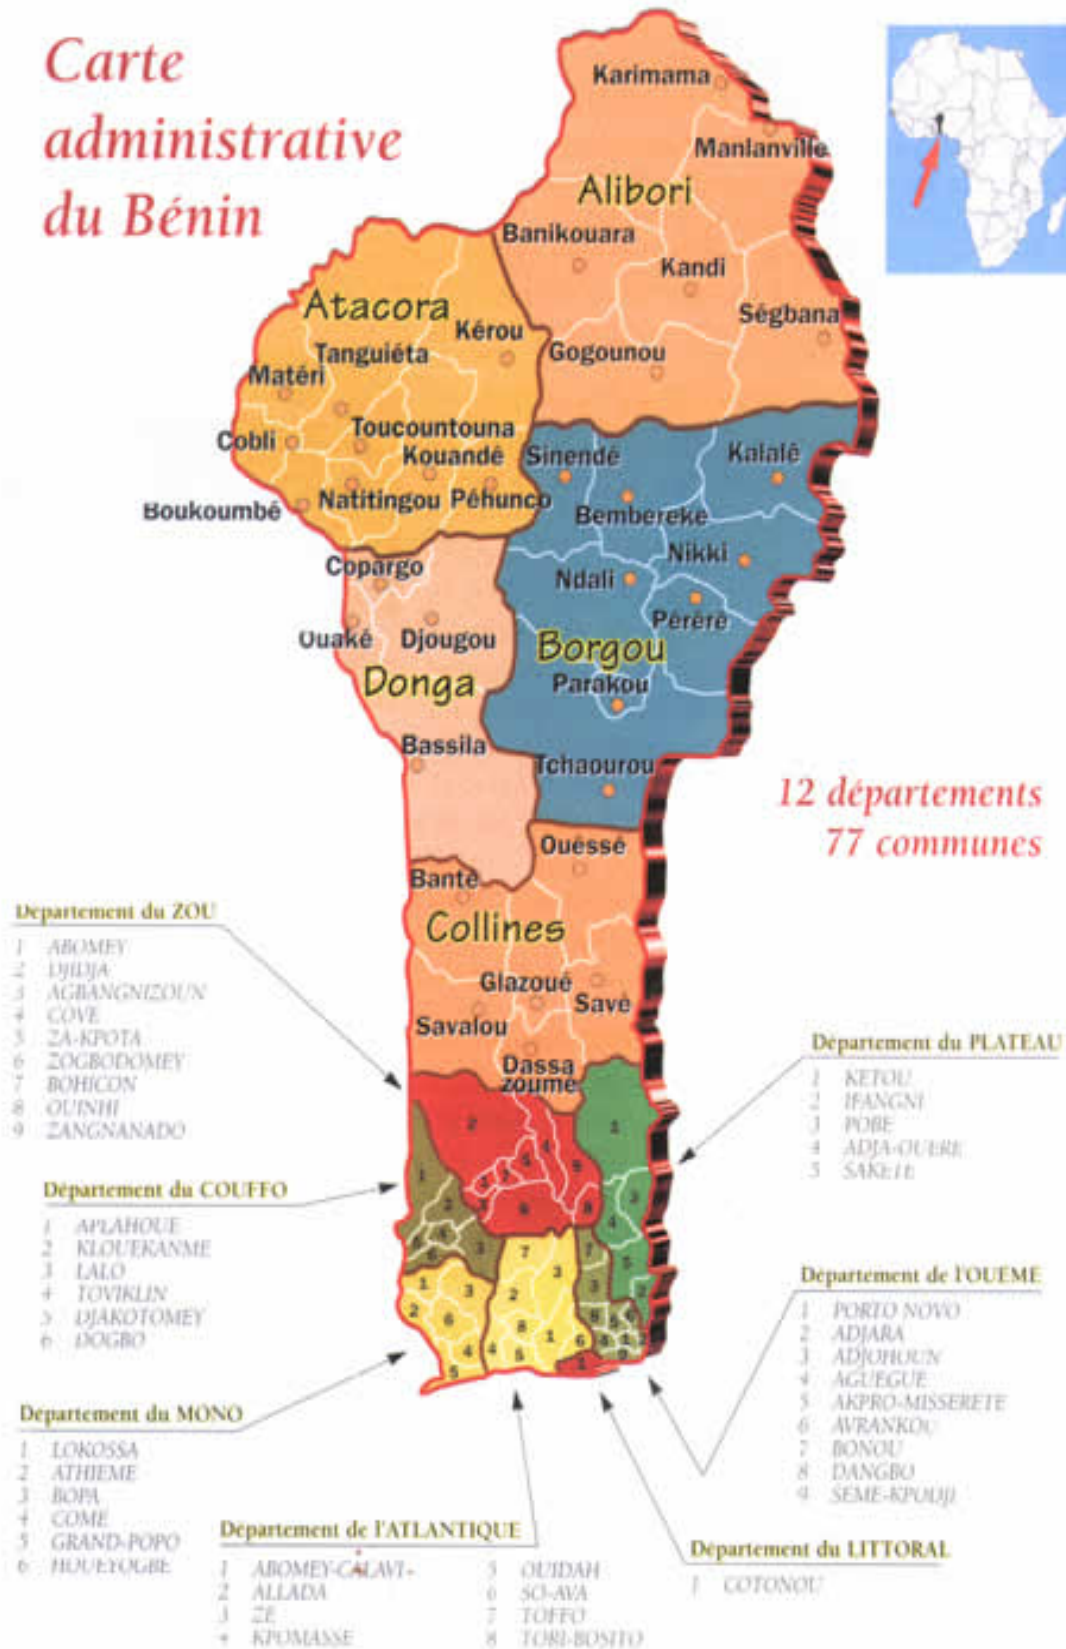 Carte
administrative
du Bénin
Karimama
Manlanville
Alibori
Banikouara
Kandi
Ségbana
Gogounou
Atacora
Kérou
Tanguiéta
Matéri
Toucountouna
Cobli
Kouandé
Natitingou
Péhunco
Boukoumbé
Sinendé
Kalalé
Bembereke
Nikki
Ndali
Pèrèrè
Borgou
Parakou
Tchaourou
Copargo
Ouaké
Djougou
Donga
Bassila
12 départements
77 communes
Ouéssé
Bantè
Collines
Glazoué
Savé
Savalou
Dassa
zoumé
Département du ZOU
1 ABOMEY
2 DJIDJA
3 AGBANGNIZOUN
4 COVE
5 ZA-KPOTA
6 ZOGBODOMEY
7 BOHICON
8 OUINHI
9 ZANGNANADO
Département du COUFFO
1 APLAHOUE
2 KLOUEKANME
3 LALO
4 TOVIKLIN
5 DJAKOTOMEY
6 DOGBO
Département du MONO
1 LOKOSSA
2 ATHIEME
3 BOPA
4 COME
5 GRAND-POPO
6 HOUEYOGBE
Département de l'ATLANTIQUE
1 ABOMEY-CALAVI-
2 ALLADA
3 ZE
4 KPOMASSE
5 OUIDAH
6 SO-AVA
7 TOFFO
8 TORI-BOSITO
Département du LITTORAL
1 COTONOU
Département du PLATEAU
1 KETOU
2 IFANGNI
3 POBE
4 ADJA-OUERE
5 SAKETE
Département de l'OUEME
1 PORTO NOVO
2 ADJARA
3 ADJOHOUN
4 AGUEGUE
5 AKPRO-MISSERETE
6 AVRANKOU
7 BONOU
8 DANGBO
9 SEME-KPODJI